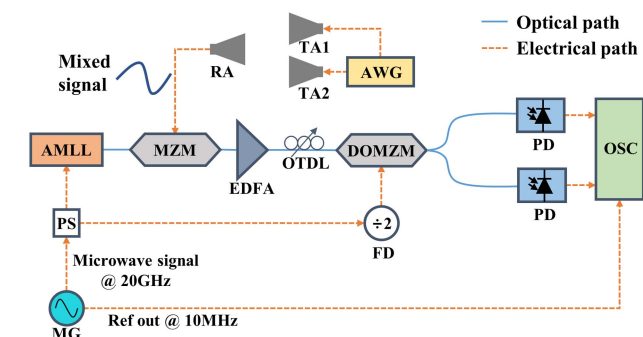 Optical path
Electrical path
Mixed
signal
RA
TA1
TA2
AWG
AMLL
MZM
EDFA
OTDL
DOMZM
PD
PD
OSC
PS
÷2
FD
Microwave signal
@ 20GHz
MG
Ref out @ 10MHz